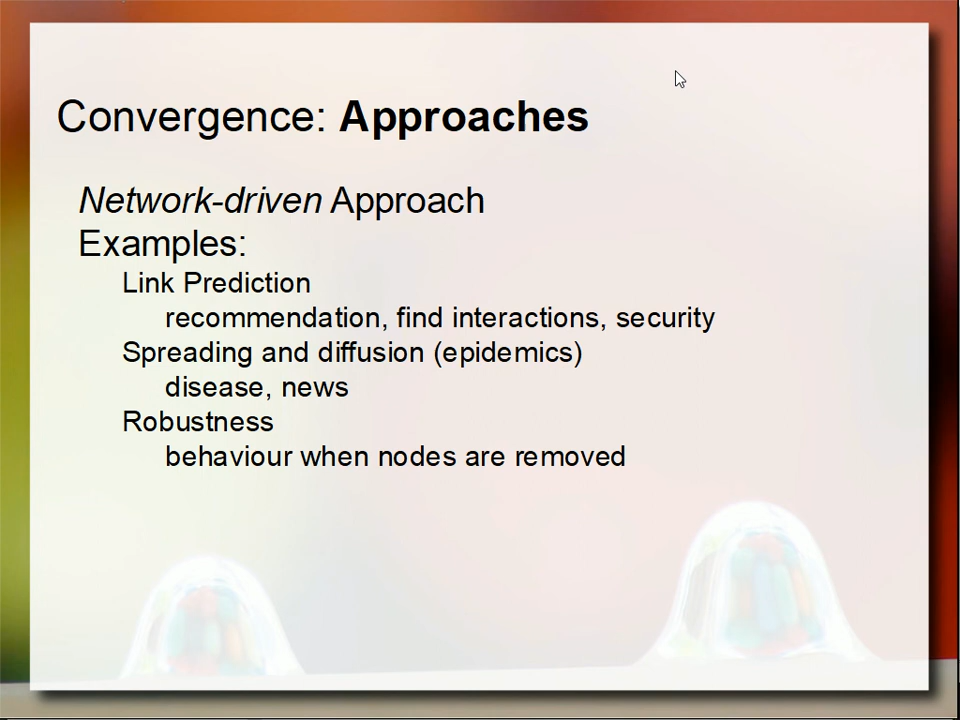 Convergence: Approaches
Network-driven Approach
Examples:
Link Prediction
recommendation, find interactions, security
Spreading and diffusion (epidemics)
disease, news
Robustness
behaviour when nodes are removed